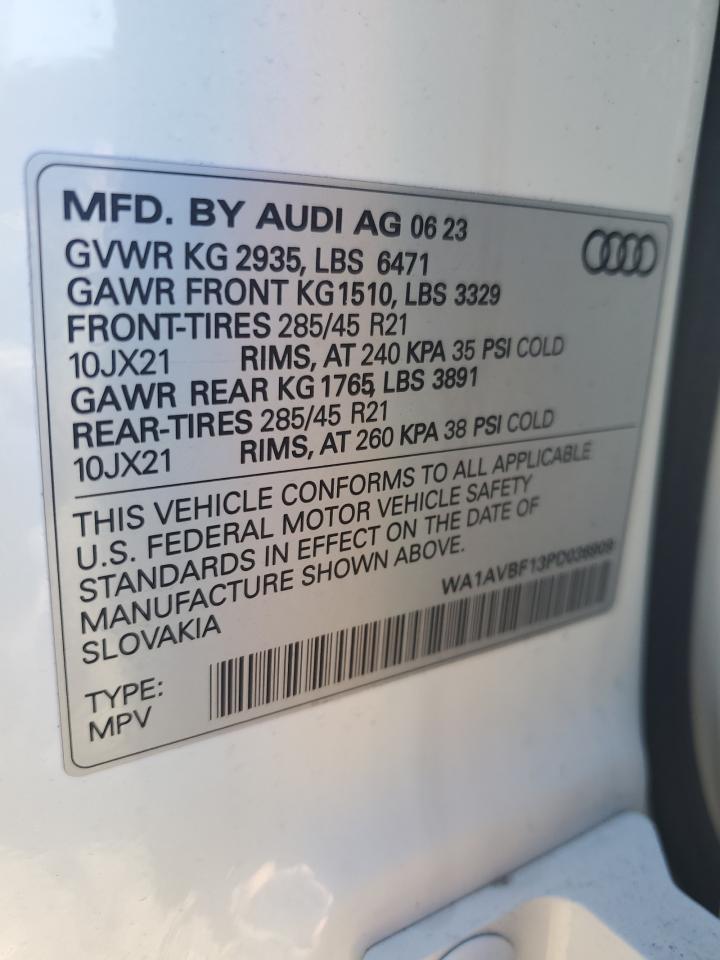 MFD. BY AUDI AG 06 23
GVWR KG 2935, LBS 6471
GAWR FRONT KG1510, LBS 3329
FRONT-TIRES 285/45 R21
10JX21 RIMS, AT 240 KPA 35 PSI COLD
GAWR REAR KG 1765, LBS 3891
REAR-TIRES 285/45 R21
10JX21 RIMS, AT 260 KPA 38 PSI COLD
THIS VEHICLE CONFORMS TO ALL APPLICABLE
U.S. FEDERAL MOTOR VEHICLE SAFETY
STANDARDS IN EFFECT ON THE DATE OF
MANUFACTURE SHOWN ABOVE.
SLOVAKIA
WA1AVBF13PD036909
TYPE:
MPV